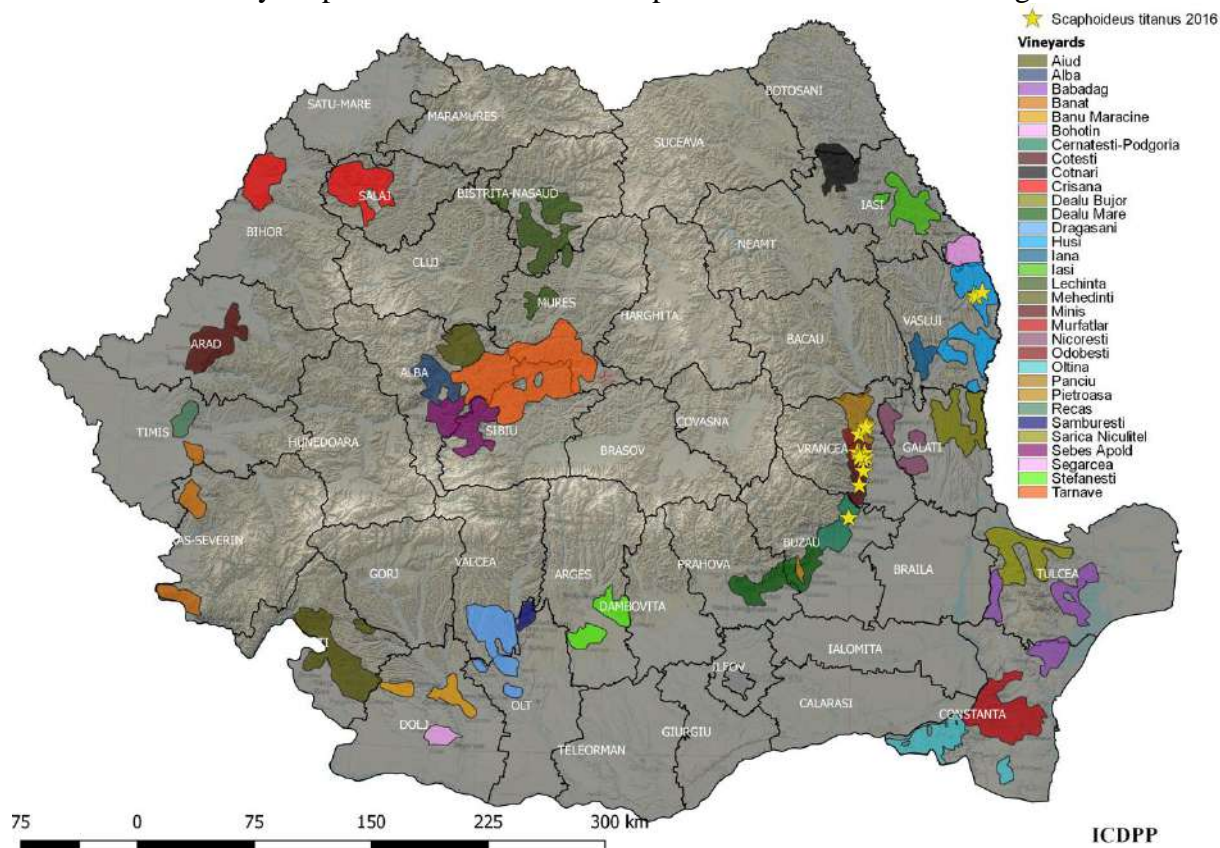 Scaphoideus titanus 2016
Vineyards
Aiud
Alba
Babadag
Banat
Banu Maracine
Bohotin
Cernatesti-Podgoria
Cotesti
Cotnari
Crisana
Dealu Bujor
Dealu Mare
Dragasani
Husi
Iana
Iasi
Lechinta
Mehedinti
Minis
Murfatlar
Nicoresti
Odobesti
Oltina
Panciu
Pietroasa
Recas
Samburesti
Sarica Niculitel
Sebes Apold
Segarcea
Stefanesti
Tarnave
BOTOSANI
SATU-MARE
MARAMURES
SUCEAVA
SALAJ
BISTRITA-NASAUD
IASI
BIHOR
NEAMT
CLUJ
MURES
HARGHITA
VASLUI
BACAU
ARAD
ALBA
COVASNA
TIMIS
HUNEDOARA
SIBIU
BRASOV
VRANCEA
GALATI
AS-SEVERIN
BUZAU
VALCEA
ARGES
PRAHOVA
GORJ
BRAILA
TULCEA
DAMBOVITA
TI
IALOMITA
ILFOV
OLT
CALARASI
CONSTANTA
DOLJ
GIURGIU
TELEORMAN
75 0 75 150 225 300 km
ICDPP